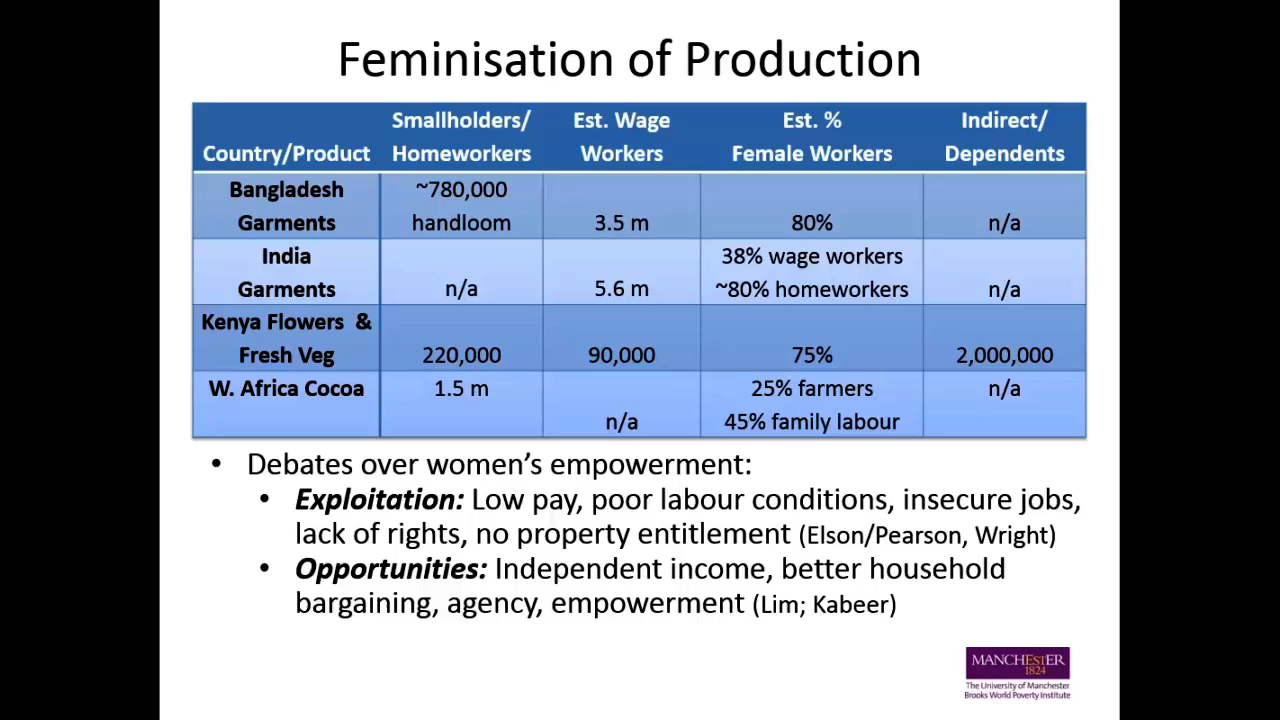 Feminisation of Production
Country/Product
Smallholders/
Homeworkers
Est. Wage
Workers
Est. %
Female Workers
Indirect/
Dependents
Bangladesh
Garments
~780,000
handloom
3.5 m
80%
n/a
India
Garments
n/a
5.6 m
38% wage workers
~80% homeworkers
n/a
Kenya Flowers &
Fresh Veg
220,000
90,000
75%
2,000,000
W. Africa Cocoa
1.5 m
n/a
25% farmers
45% family labour
n/a
• Debates over women's empowerment:
• Exploitation: Low pay, poor labour conditions, insecure jobs,
lack of rights, no property entitlement (Elson/Pearson, Wright)
• Opportunities: Independent income, better household
bargaining, agency, empowerment (Lim; Kabeer)
MANCHESTER
1824
The University of Manchester
Brooks World Poverty Institute